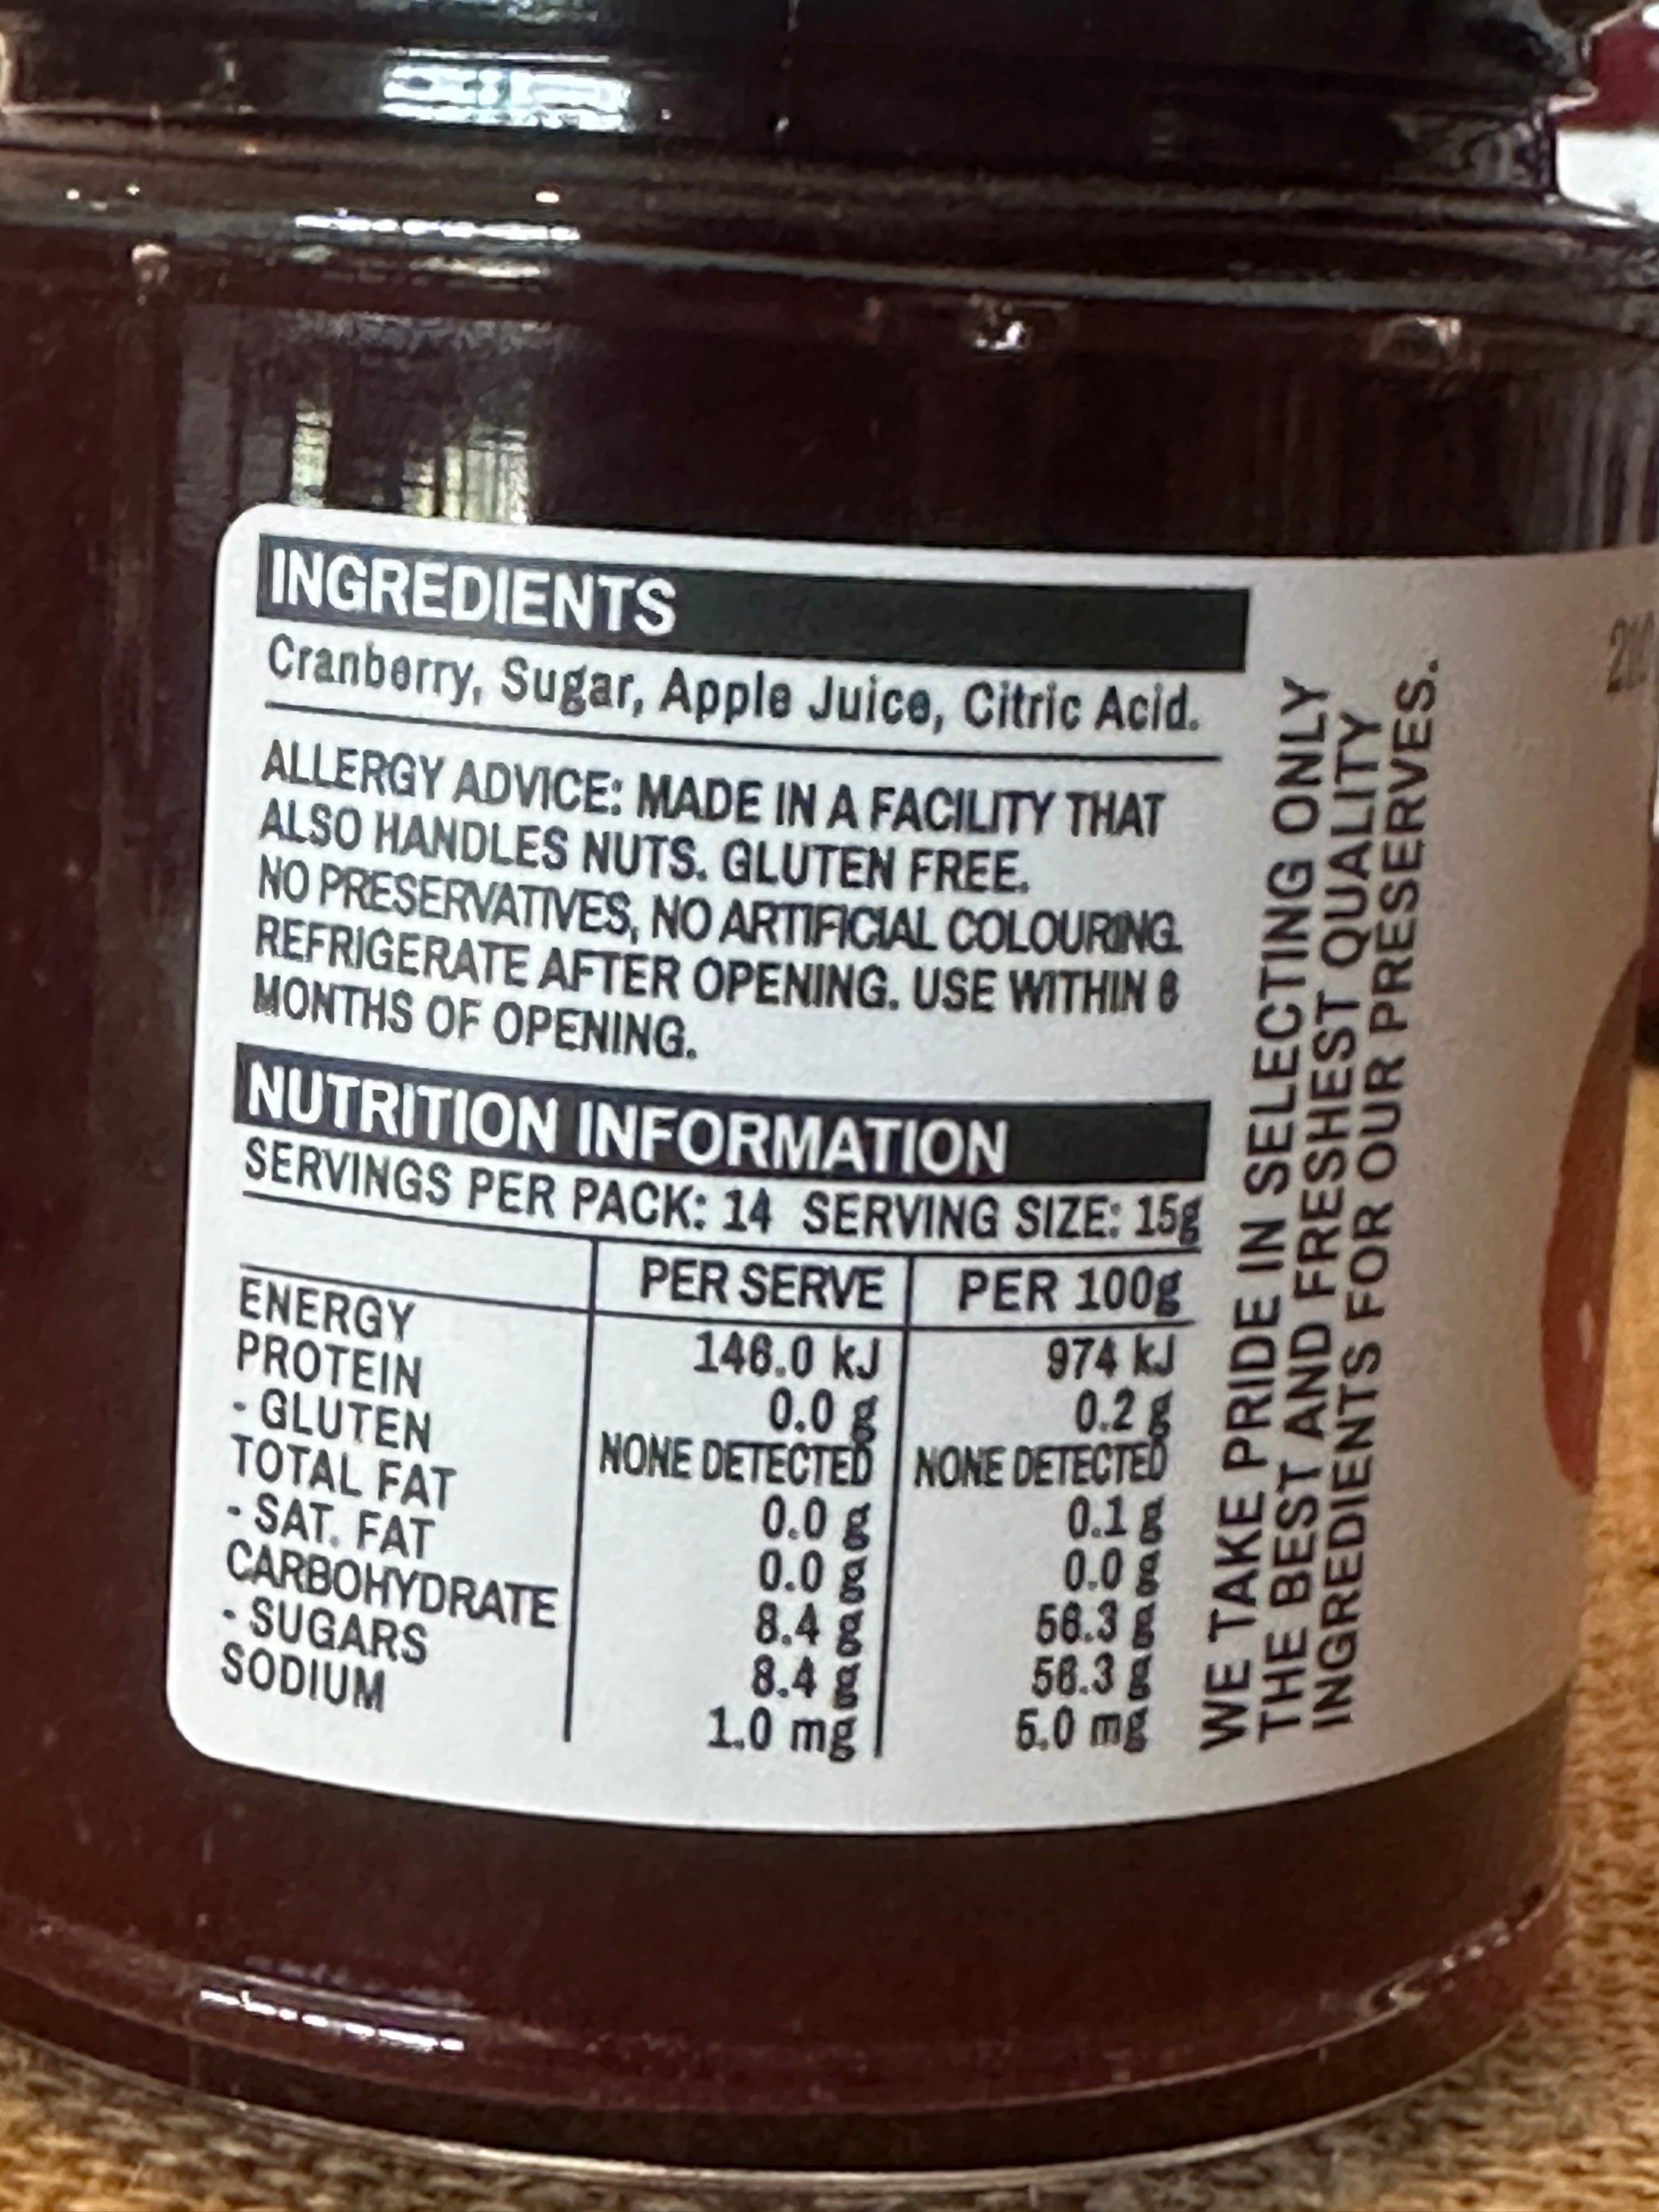 INGREDIENTS
Cranberry, Sugar, Apple Juice, Citric Acid.
ALLERGY ADVICE: MADE IN A FACILITY THAT
ALSO HANDLES NUTS. GLUTEN FREE.
NO PRESERVATIVES, NO ARTIFICIAL COLOURING.
REFRIGERATE AFTER OPENING. USE WITHIN 6
MONTHS OF OPENING.
NUTRITION INFORMATION
SERVINGS PER PACK: 14 SERVING SIZE: 15g
PER SERVE PER 100g
ENERGY 146.0 kJ 974 kJ
PROTEIN 0.0 g 0.2 g
- GLUTEN NONE DETECTED NONE DETECTED
TOTAL FAT 0.0 g 0.1 g
- SAT. FAT 0.0 g 0.0 g
CARBOHYDRATE 8.4 g 56.3 g
- SUGARS 8.4 g 56.3 g
SODIUM 1.0 mg 5.0 mg
WE TAKE PRIDE IN SELECTING ONLY
THE BEST AND FRESHEST QUALITY
INGREDIENTS FOR OUR PRESERVES.